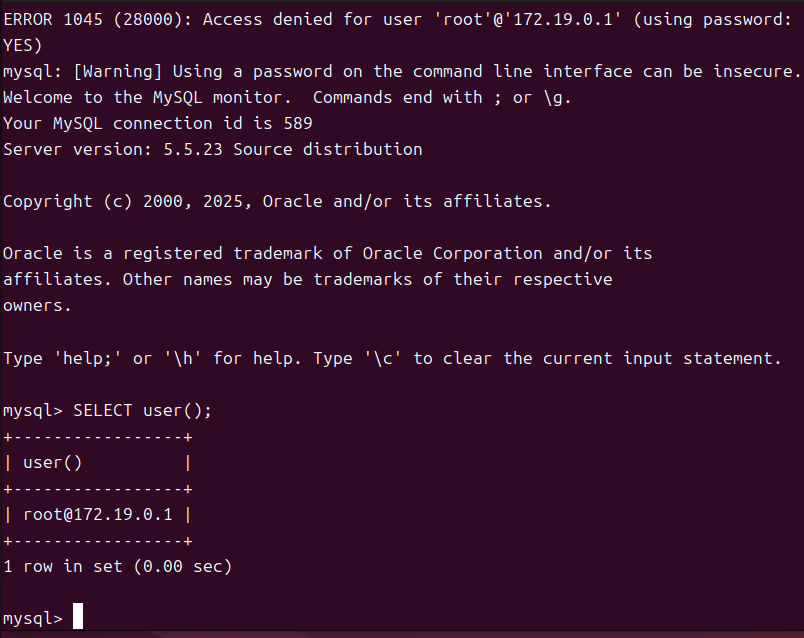 ERROR 1045 (28000): Access denied for user 'root'@'172.19.0.1' (using password:
YES)
mysql: [Warning] Using a password on the command line interface can be insecure.
Welcome to the MySQL monitor.  Commands end with ; or \g.
Your MySQL connection id is 589
Server version: 5.5.23 Source distribution

Copyright (c) 2000, 2025, Oracle and/or its affiliates.

Oracle is a registered trademark of Oracle Corporation and/or its
affiliates. Other names may be trademarks of their respective
owners.

Type 'help;' or '\h' for help. Type '\c' to clear the current input statement.

mysql> SELECT user();
+-----------------+
| user()          |
+-----------------+
| root@172.19.0.1 |
+-----------------+
1 row in set (0.00 sec)

mysql>